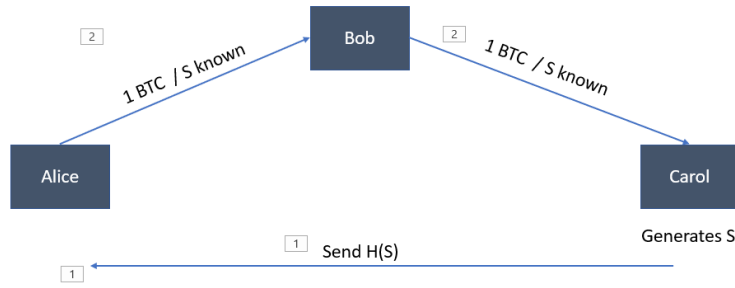 2
Bob
2
1 BTC / S known
1 BTC / S known
Alice
Carol
Generates S
1
Send H(S)
1